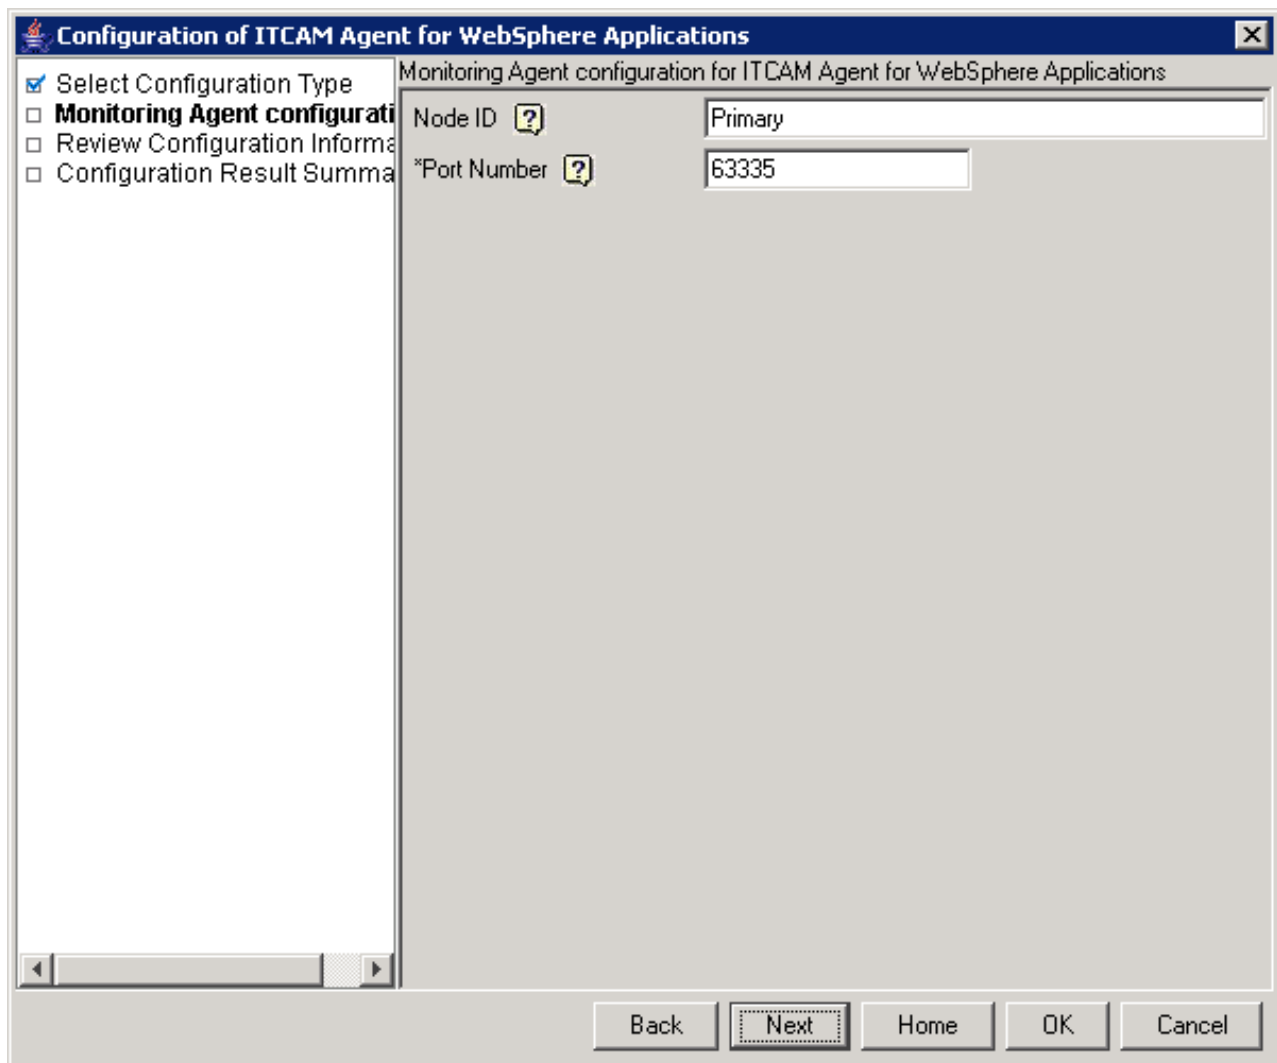 Configuration of ITCAM Agent for WebSphere Applications
Select Configuration Type
Monitoring Agent configurati
Review Configuration Informa
Configuration Result Summa
Monitoring Agent configuration for ITCAM Agent for WebSphere Applications
Node ID ? Primary
*Port Number ? 63335
Back Next Home OK Cancel